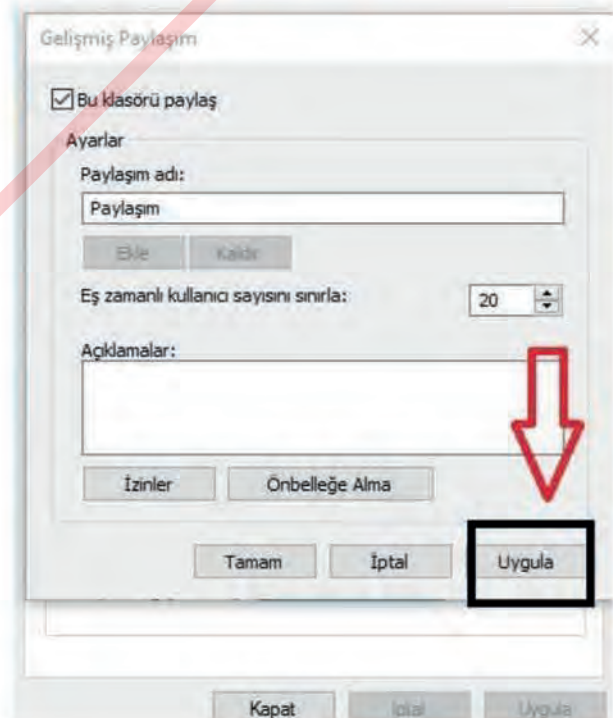 Gelişmiş Paylaşım
Bu klasörü paylaş
Ayarlar
Paylaşım adı:
Paylaşım
Ekle Kaldır
Eş zamanlı kullanıcı sayısını sınırla: 20
Açıklamalar:
İzinler Önbelleğe Alma
Tamam İptal Uygula
Kapat İptal Uygula